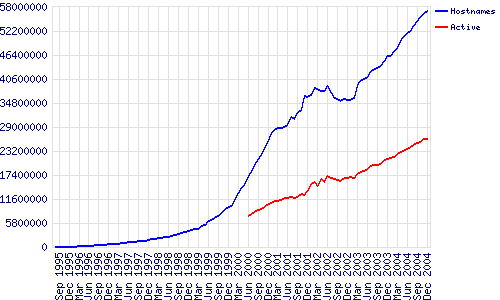 58000000
52200000
46400000
40600000
34800000
29000000
23200000
17400000
11600000
5800000
0
Hostnames
Active
Sep 1995
Dec 1995
Mar 1996
Jun 1996
Sep 1996
Dec 1996
Mar 1997
Jun 1997
Sep 1997
Dec 1997
Mar 1998
Jun 1998
Sep 1998
Dec 1998
Mar 1999
Jun 1999
Sep 1999
Dec 1999
Mar 2000
Jun 2000
Sep 2000
Dec 2000
Mar 2001
Jun 2001
Sep 2001
Dec 2001
Mar 2002
Jun 2002
Sep 2002
Dec 2002
Mar 2003
Jun 2003
Sep 2003
Dec 2003
Mar 2004
Jun 2004
Sep 2004
Dec 2004